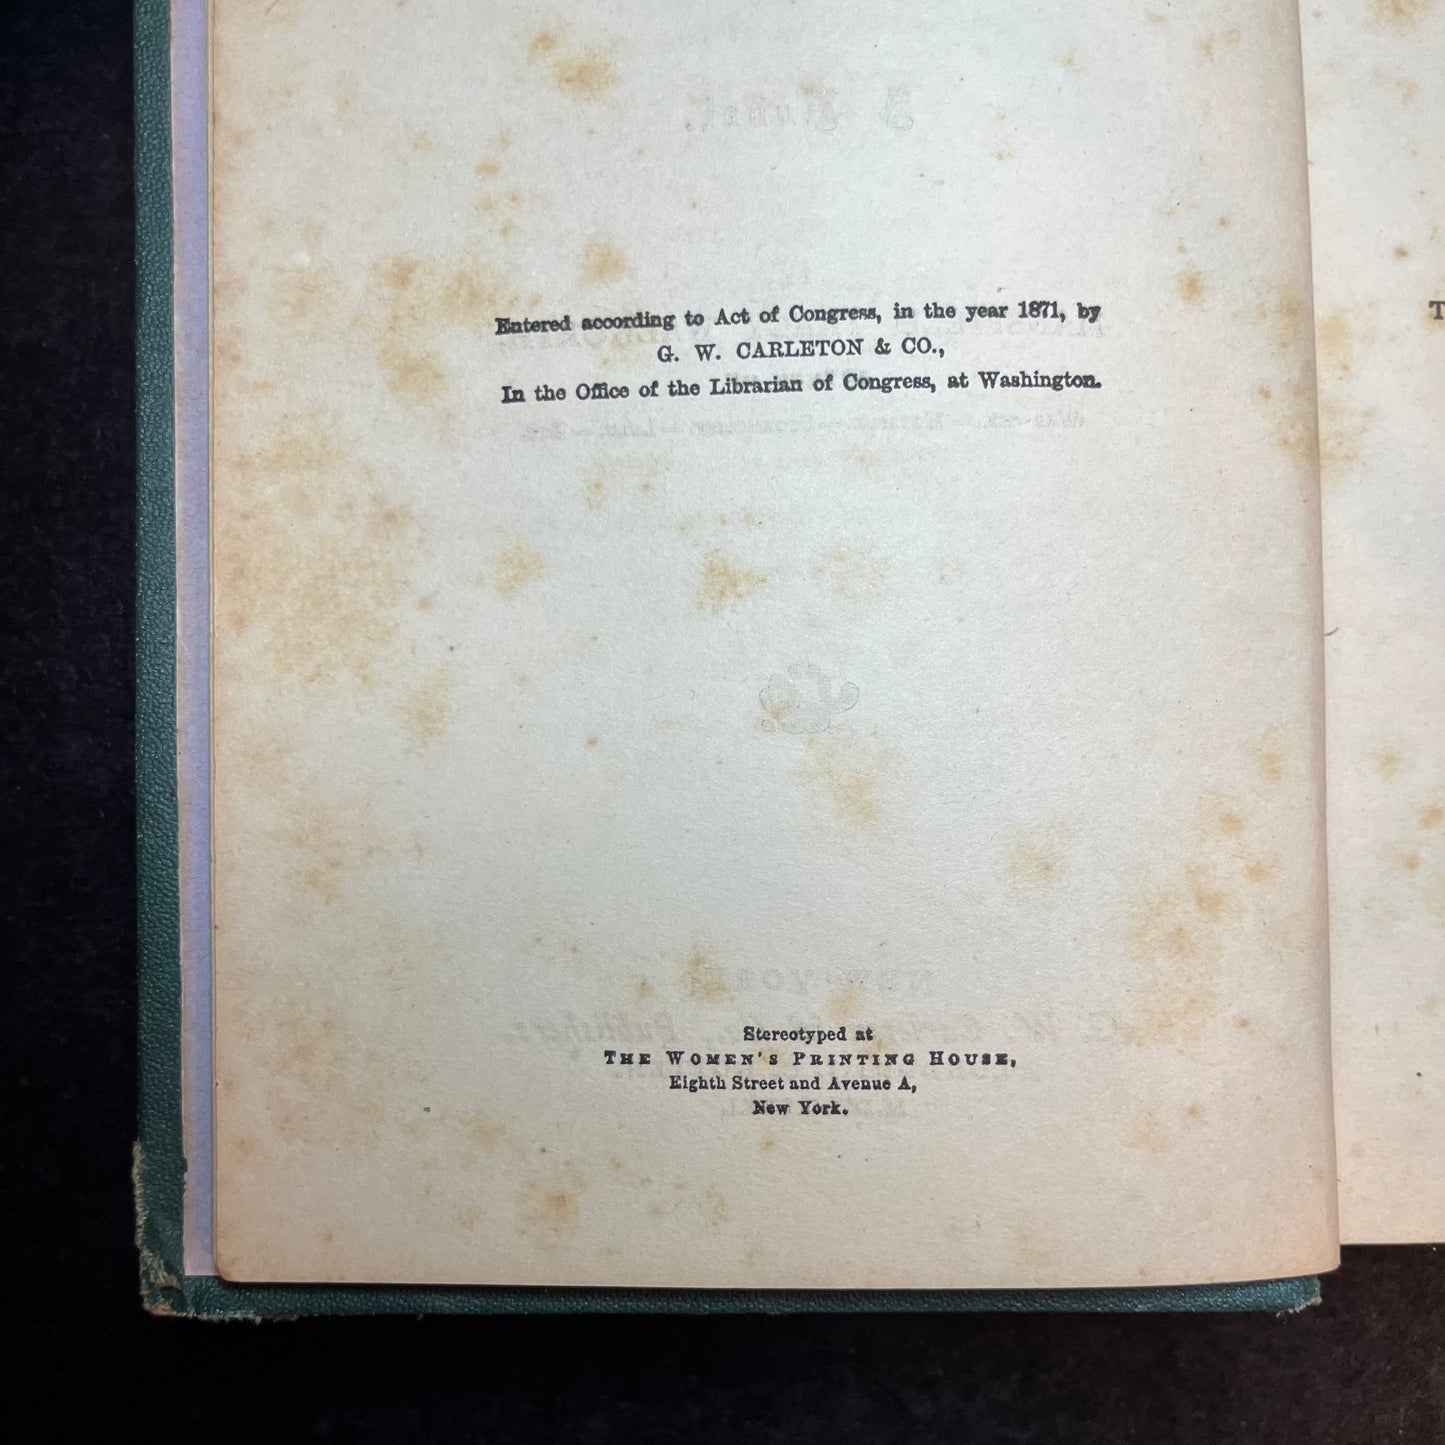 Entered according to Act of Congress, in the year 1871, by
G. W. CARLETON & CO.,
In the Office of the Librarian of Congress, at Washington.
Stereotyped at
THE WOMEN'S PRINTING HOUSE,
Eighth Street and Avenue A,
New York.